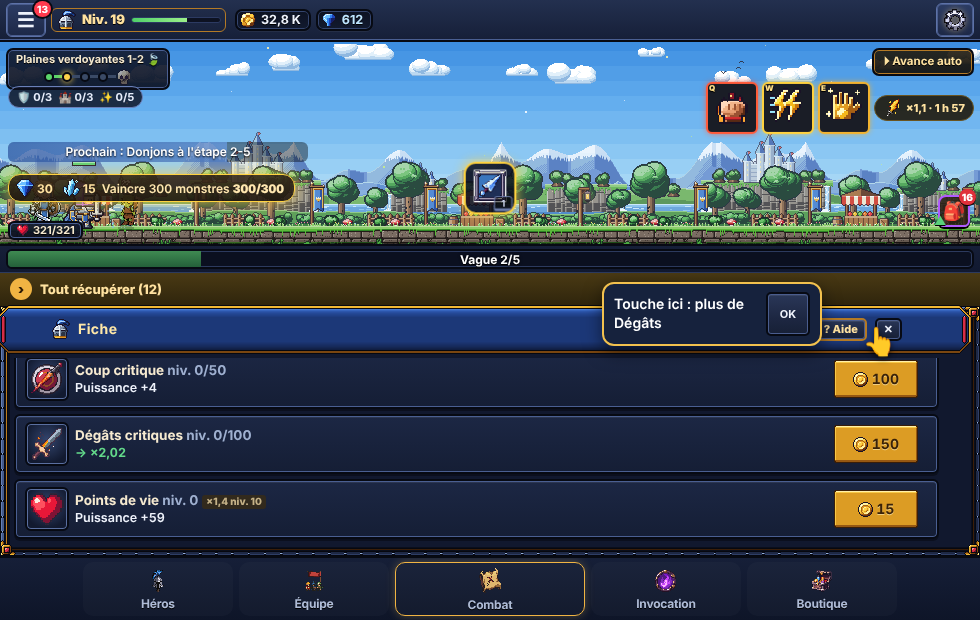 13
Niv. 19
32,8 K
612
Plaines verdoyantes 1-2
0/3 0/3 0/5
Avance auto
Q
W
E
×1,1 · 1 h 57
Prochain : Donjons à l'étape 2-5
30 15 Vaincre 300 monstres 300/300
16
321/321
Vague 2/5
Tout récupérer (12)
Touche ici : plus de
Dégâts
OK
Fiche
? Aide
×
Coup critique niv. 0/50
Puissance +4
100
Dégâts critiques niv. 0/100
→ ×2,02
150
Points de vie niv. 0 ×1,4 niv. 10
Puissance +59
15
Héros
Équipe
Combat
Invocation
Boutique